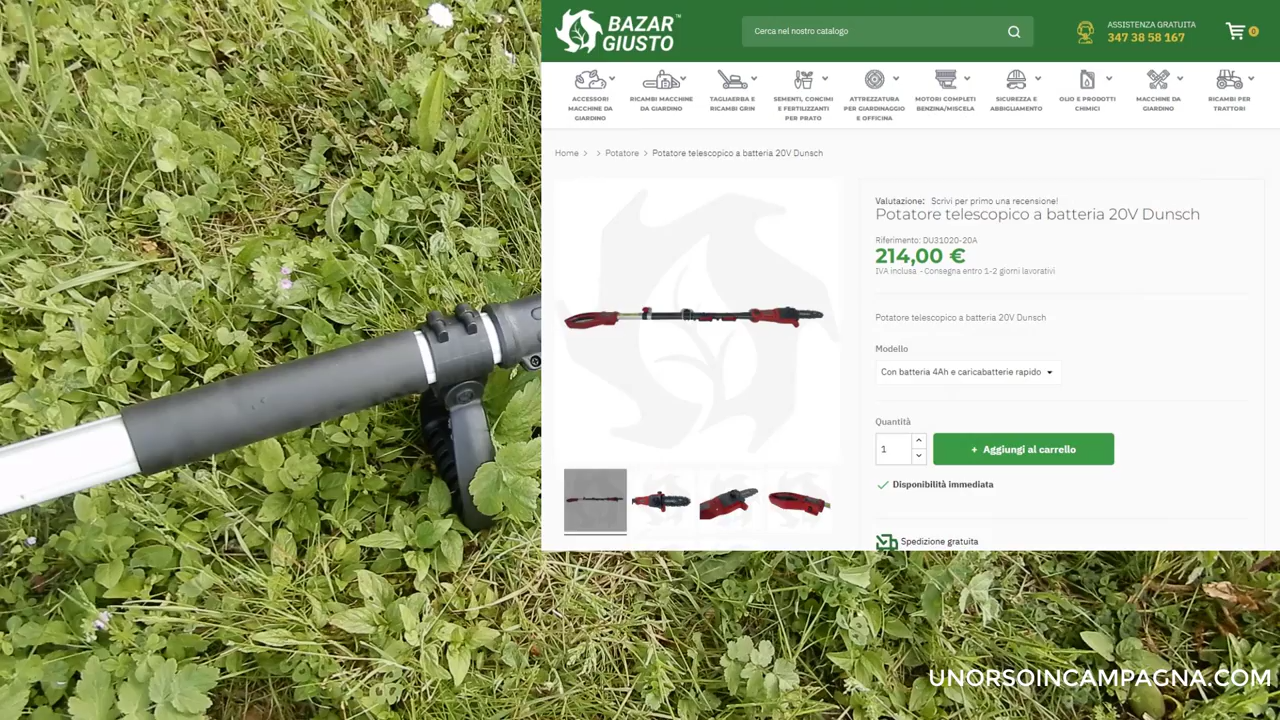 BAZAR™
GIUSTO
Cerca nel nostro catalogo
ASSISTENZA GRATUITA
347 38 58 167
0
ACCESSORI
MACCHINE DA
GIARDINO
RICAMBI MACCHINE
DA GIARDINO
TAGLIAERBA E
RICAMBI GRIN
SEMENTI, CONCIMI
E FERTILIZZANTI
PER PRATO
ATTREZZATURA
PER GIARDINAGGIO
E OFFICINA
MOTORI COMPLETI
BENZINA/MISCELA
SICUREZZA E
ABBIGLIAMENTO
OLIO E PRODOTTI
CHIMICI
MACCHINE DA
GIARDINO
RICAMBI PER
TRATTORI
Home > > Potatore > Potatore telescopico a batteria 20V Dunsch
Valutazione: Scrivi per primo una recensione!
Potatore telescopico a batteria 20V Dunsch
Riferimento: DU31020-20A
214,00 €
IVA inclusa - Consegna entro 1-2 giorni lavorativi
Potatore telescopico a batteria 20V Dunsch
Modello
Con batteria 4Ah e caricabatterie rapido
Quantità
1
+ Aggiungi al carrello
Disponibilità immediata
Spedizione gratuita
UNORSOINCAMPAGNA.COM